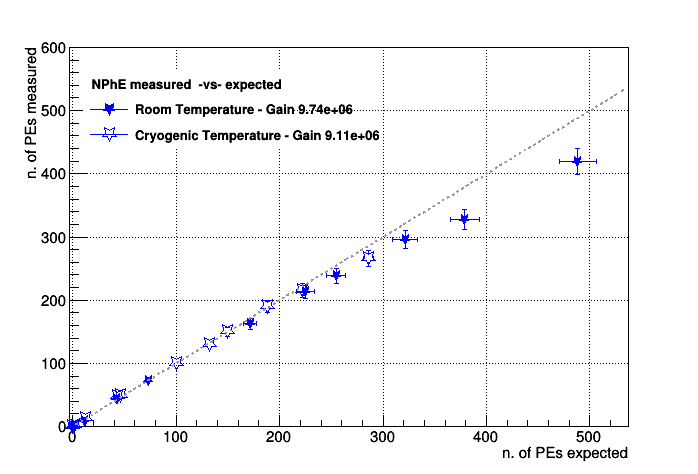 600
500
400
300
200
100
0
n. of PEs measured
NPhE measured -vs- expected
Room Temperature - Gain 9.74e+06
Cryogenic Temperature - Gain 9.11e+06
0 100 200 300 400 500
n. of PEs expected